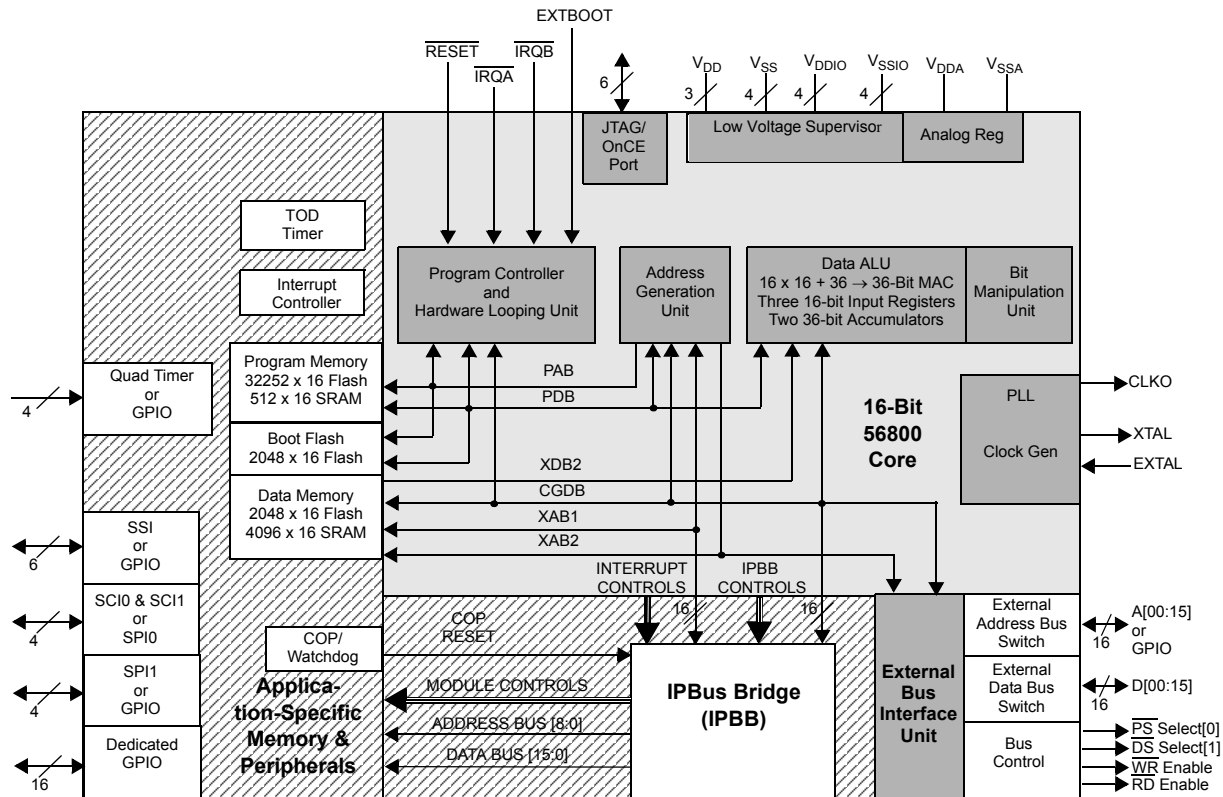 EXTBOOT
RESET
IRQB
IRQA
6
VDD
VSS
VDDIO
VSSIO
VDDA
VSSA
3
4
4
4
JTAG/
OnCE
Port
Low Voltage Supervisor
Analog Reg
TOD
Timer
Interrupt
Controller
Program Controller
and
Hardware Looping Unit
Address
Generation
Unit
Data ALU
16 x 16 + 36 → 36-Bit MAC
Three 16-bit Input Registers
Two 36-bit Accumulators
Bit
Manipulation
Unit
Quad Timer
or
GPIO
4
Program Memory
32252 x 16 Flash
512 x 16 SRAM
Boot Flash
2048 x 16 Flash
Data Memory
2048 x 16 Flash
4096 x 16 SRAM
PAB
PDB
XDB2
CGDB
XAB1
XAB2
16-Bit
56800
Core
PLL
Clock Gen
CLKO
XTAL
EXTAL
SSI
or
GPIO
6
SCI0 & SCI1
or
SPI0
4
SPI1
or
GPIO
4
Dedicated
GPIO
16
INTERRUPT
CONTROLS
IPBB
CONTROLS
16
16
COP/
Watchdog
COP
RESET
MODULE CONTROLS
ADDRESS BUS [8:0]
DATA BUS [15:0]
Applica-
tion-Specific
Memory &
Peripherals
IPBus Bridge
(IPBB)
External
Bus
Interface
Unit
External
Address Bus
Switch
External
Data Bus
Switch
Bus
Control
16
A[00:15]
or
GPIO
16
D[00:15]
PS Select[0]
DS Select[1]
WR Enable
RD Enable